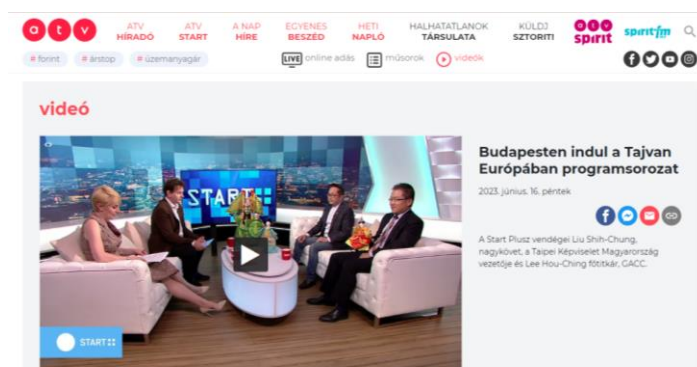 atv
ATV
HÍRADÓ
ATV
START
A NAP
HÍRE
EGYENES
BESZÉD
HETI
NAPLÓ
HALHATATLANOK
TÁRSULATA
KÜLDJ
SZTORIT!
atv
spirit
spirit fm
# forint
# árstop
# üzemanyagár
LIVE online adás
műsorok
videók
videó
START
START
Budapesten indul a Tajvan
Európában programsorozat
2023. június. 16. péntek
A Start Plusz vendégei Liu Shih-Chung,
nagykövet, a Taipei Képviselet Magyarország
vezetője és Lee Hou-Ching főtitkár, GACC.